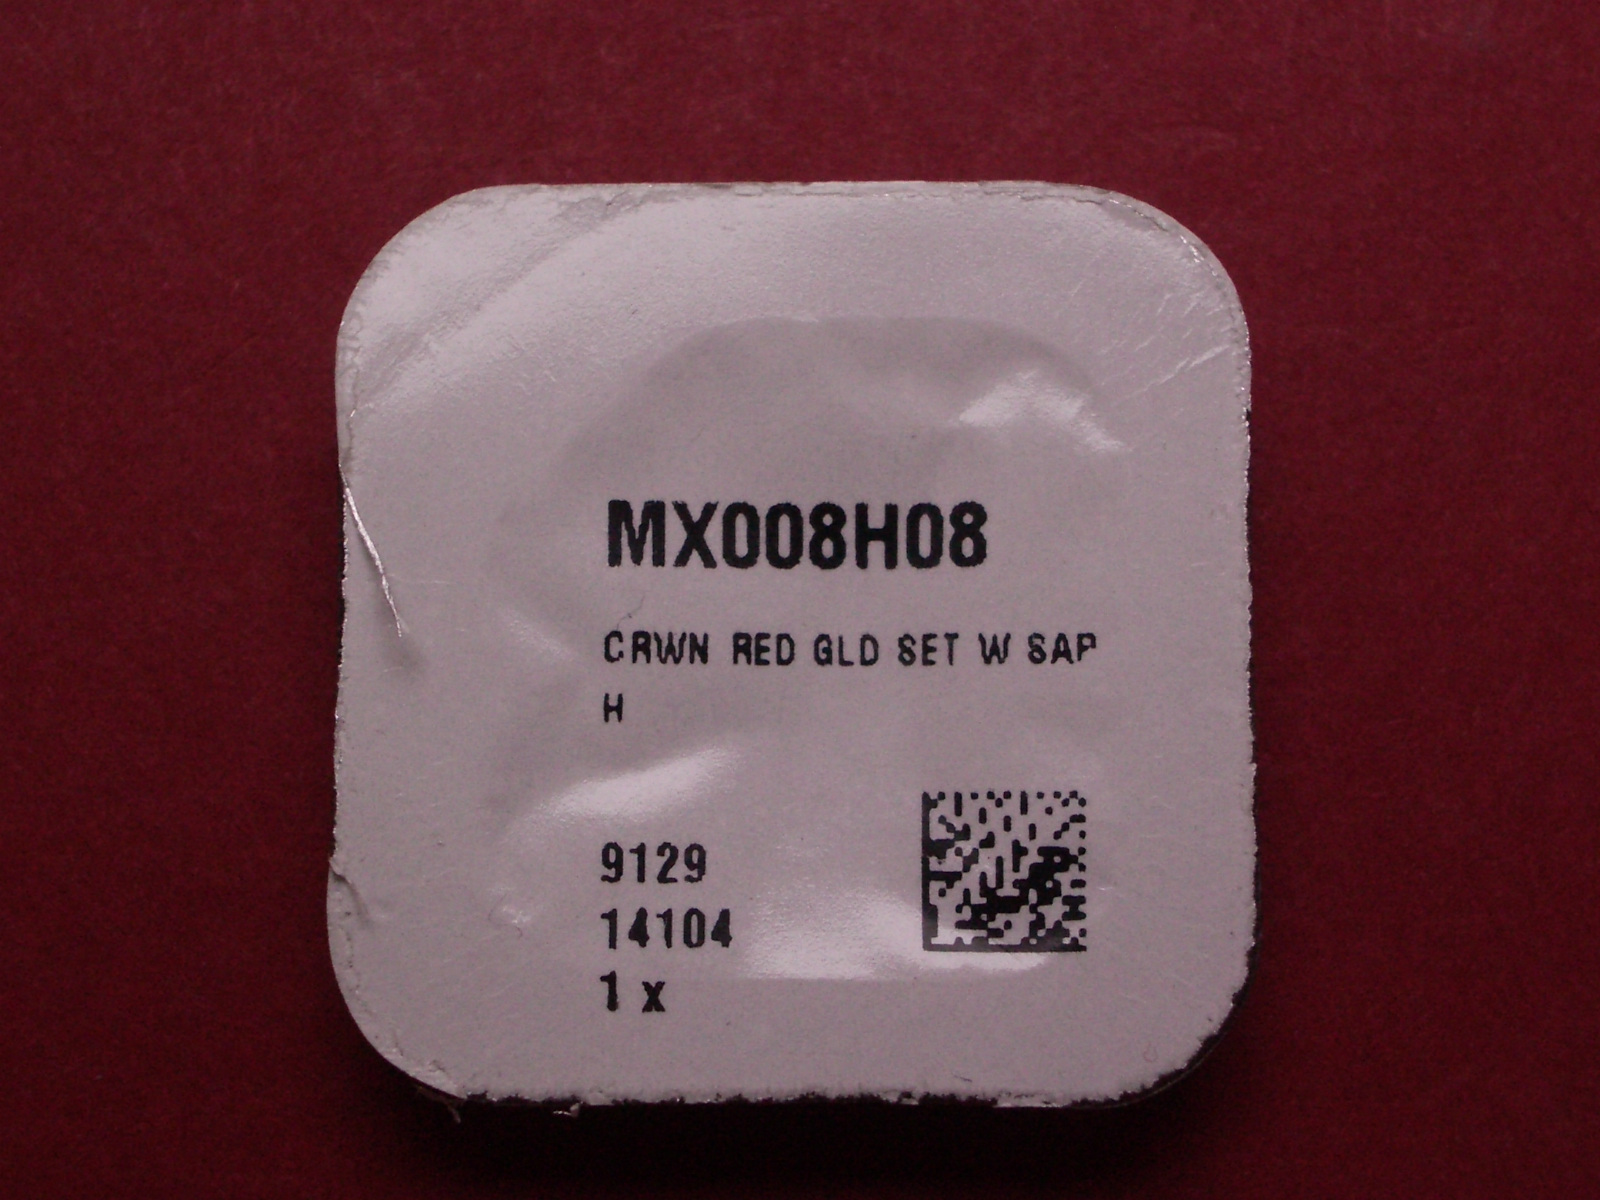 MX008H08
CRWN RED GLD SET W SAP
H
9129
14104
1 x